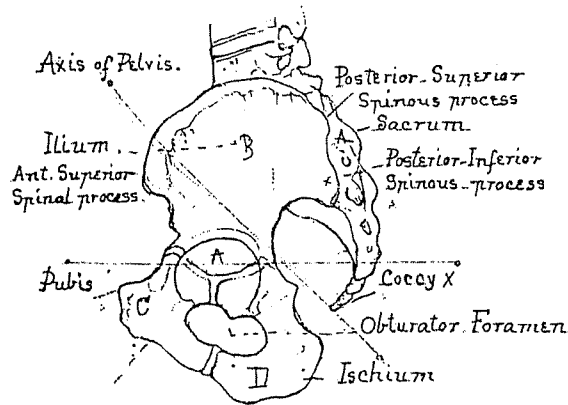 Axis of Pelvis.
Posterior-Superior
Spinous process
Sacrum
A
B
Ilium
Ant. Superior
Spinal process.
Posterior-Inferior
Spinous-process
A
Pubis
C
Coccyx
Obturator Foramen
D
Ischium